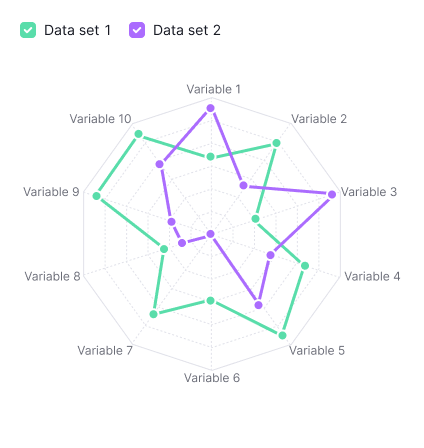 Data set 1 Data set 2
Variable 1
Variable 10 Variable 2
Variable 9 Variable 3
Variable 8 Variable 4
Variable 7 Variable 5
Variable 6